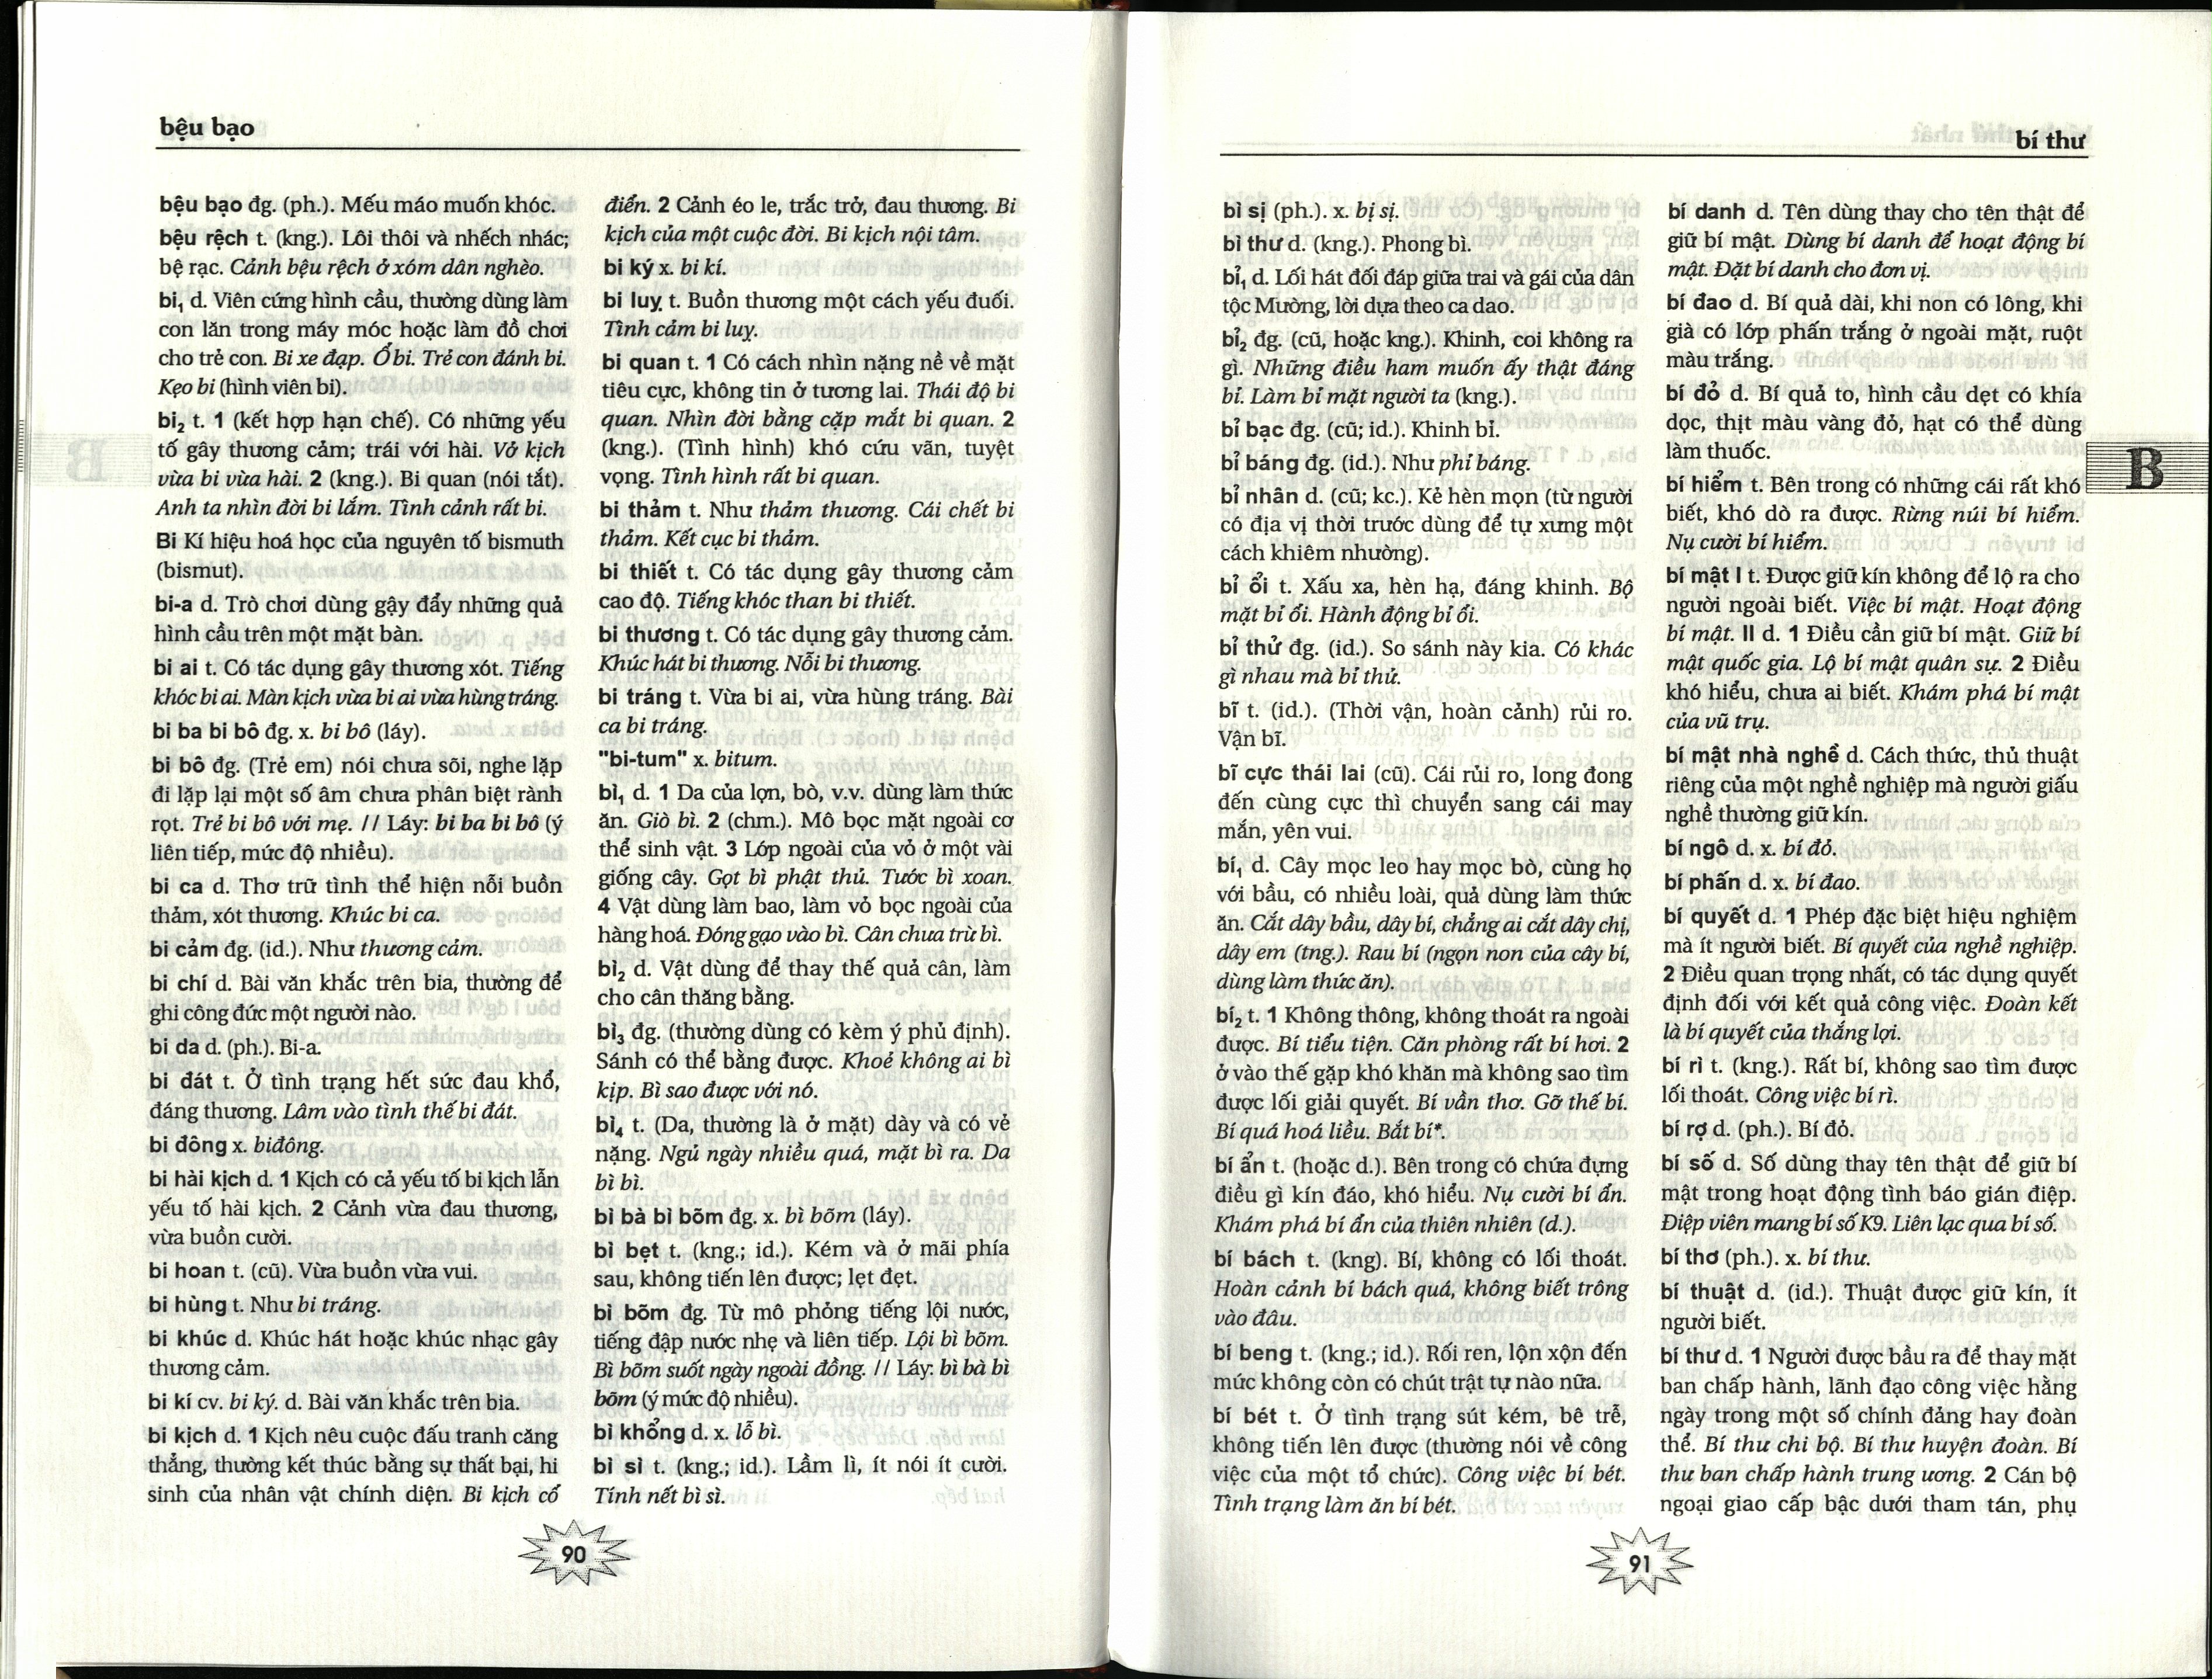 bệu bạo
bệu bạo đg. (ph.). Mếu máo muốn khóc.
bệu rệch t. (kng.). Lôi thôi và nhếch nhác;
bệ rạc. Cảnh bệu rệch ở xóm dân nghèo.
bi₁ d. Viên cứng hình cầu, thường dùng làm
con lăn trong máy móc hoặc làm đồ chơi
cho trẻ con. Bi xe đạp. Ổ bi. Trẻ con đánh bi.
Kẹo bi (hình viên bi).
bi₂ t. 1 (kết hợp hạn chế). Có những yếu
tố gây thương cảm; trái với hài. Vở kịch
vừa bi vừa hài. 2 (kng.). Bi quan (nói tắt).
Anh ta nhìn đời bi lắm. Tình cảnh rất bi.
Bi Kí hiệu hoá học của nguyên tố bismuth
(bismut).
bi-a d. Trò chơi dùng gậy đẩy những quả
hình cầu trên một mặt bàn.
bi ai t. Có tác dụng gây thương xót. Tiếng
khóc bi ai. Màn kịch vừa bi ai vừa hùng tráng.
bi ba bi bô đg. x. bi bô (láy).
bi bô đg. (Trẻ em) nói chưa sõi, nghe lặp
đi lặp lại một số âm chưa phân biệt rành
rọt. Trẻ bi bô với mẹ. // Láy: bi ba bi bô (ý
liên tiếp, mức độ nhiều).
bi ca d. Thơ trữ tình thể hiện nỗi buồn
thảm, xót thương. Khúc bi ca.
bi cảm đg. (id.). Như thương cảm.
bi chí d. Bài văn khắc trên bia, thường để
ghi công đức một người nào.
bi da d. (ph.). Bi-a.
bi đát t. Ở tình trạng hết sức đau khổ,
đáng thương. Lâm vào tình thế bi đát.
bi đông x. biđông.
bi hài kịch d. 1 Kịch có cả yếu tố bi kịch lẫn
yếu tố hài kịch. 2 Cảnh vừa đau thương,
vừa buồn cười.
bi hoan t. (cũ). Vừa buồn vừa vui.
bi hùng t. Như bi tráng.
bi khúc d. Khúc hát hoặc khúc nhạc gây
thương cảm.
bi kí cv. bi ký. d. Bài văn khắc trên bia.
bi kịch d. 1 Kịch nêu cuộc đấu tranh căng
thẳng, thường kết thúc bằng sự thất bại, hi
sinh của nhân vật chính diện. Bi kịch cổ
điển. 2 Cảnh éo le, trắc trở, đau thương. Bi
kịch của một cuộc đời. Bi kịch nội tâm.
bi ký x. bi kí.
bi luỵ t. Buồn thương một cách yếu đuối.
Tình cảm bi luỵ.
bi quan t. 1 Có cách nhìn nặng nề về mặt
tiêu cực, không tin ở tương lai. Thái độ bi
quan. Nhìn đời bằng cặp mắt bi quan. 2
(kng.). (Tình hình) khó cứu vãn, tuyệt
vọng. Tình hình rất bi quan.
bi thảm t. Như thảm thương. Cái chết bi
thảm. Kết cục bi thảm.
bi thiết t. Có tác dụng gây thương cảm
cao độ. Tiếng khóc than bi thiết.
bi thương t. Có tác dụng gây thương cảm.
Khúc hát bi thương. Nỗi bi thương.
bi tráng t. Vừa bi ai, vừa hùng tráng. Bài
ca bi tráng.
"bi-tum" x. bitum.
bì₁ d. 1 Da của lợn, bò, v.v. dùng làm thức
ăn. Giò bì. 2 (chm.). Mô bọc mặt ngoài cơ
thể sinh vật. 3 Lớp ngoài của vỏ ở một vài
giống cây. Gọt bì phật thủ. Tước bì xoan.
4 Vật dùng làm bao, làm vỏ bọc ngoài của
hàng hoá. Đóng gạo vào bì. Cân chưa trừ bì.
bì₂ d. Vật dùng để thay thế quả cân, làm
cho cân thăng bằng.
bì₃ đg. (thường dùng có kèm ý phủ định).
Sánh có thể bằng được. Khoẻ không ai bì
kịp. Bì sao được với nó.
bì₄ t. (Da, thường là ở mặt) dày và có vẻ
nặng. Ngủ ngày nhiều quá, mặt bì ra. Da
bì bì.
bì bà bì bõm đg. x. bì bõm (láy).
bì bẹt t. (kng.; id.). Kém và ở mãi phía
sau, không tiến lên được; lẹt đẹt.
bì bõm đg. Từ mô phỏng tiếng lội nước,
tiếng đập nước nhẹ và liên tiếp. Lội bì bõm.
Bì bõm suốt ngày ngoài đồng. // Láy: bì bà bì
bõm (ý mức độ nhiều).
bì khổng d. x. lỗ bì.
bì sì t. (kng.; id.). Lầm lì, ít nói ít cười.
Tính nết bì sì.
90
bí thư
bì sị (ph.). x. bị sị.
bì thư d. (kng.). Phong bì.
bỉ₁ d. Lối hát đối đáp giữa trai và gái của dân
tộc Mường, lời dựa theo ca dao.
bỉ₂ đg. (cũ, hoặc kng.). Khinh, coi không ra
gì. Những điều ham muốn ấy thật đáng
bỉ. Làm bỉ mặt người ta (kng.).
bỉ bạc đg. (cũ; id.). Khinh bỉ.
bỉ báng đg. (id.). Như phỉ báng.
bỉ nhân d. (cũ; kc.). Kẻ hèn mọn (từ người
có địa vị thời trước dùng để tự xưng một
cách khiêm nhường).
bỉ ổi t. Xấu xa, hèn hạ, đáng khinh. Bộ
mặt bỉ ổi. Hành động bỉ ổi.
bỉ thử đg. (id.). So sánh này kia. Có khác
gì nhau mà bỉ thử.
bĩ t. (id.). (Thời vận, hoàn cảnh) rủi ro.
Vận bĩ.
bĩ cực thái lai (cũ). Cái rủi ro, long đong
đến cùng cực thì chuyển sang cái may
mắn, yên vui.
bí₁ d. Cây mọc leo hay mọc bò, cùng họ
với bầu, có nhiều loài, quả dùng làm thức
ăn. Cắt dây bầu, dây bí, chẳng ai cắt dây chị,
dây em (tng.). Rau bí (ngọn non của cây bí,
dùng làm thức ăn).
bí₂ t. 1 Không thông, không thoát ra ngoài
được. Bí tiểu tiện. Căn phòng rất bí hơi. 2
ở vào thế gặp khó khăn mà không sao tìm
được lối giải quyết. Bí vần thơ. Gỡ thế bí.
Bí quá hoá liều. Bắt bí*.
bí ẩn t. (hoặc d.). Bên trong có chứa đựng
điều gì kín đáo, khó hiểu. Nụ cười bí ẩn.
Khám phá bí ẩn của thiên nhiên (d.).
bí bách t. (kng). Bí, không có lối thoát.
Hoàn cảnh bí bách quá, không biết trông
vào đâu.
bí beng t. (kng.; id.). Rối ren, lộn xộn đến
mức không còn có chút trật tự nào nữa.
bí bét t. Ở tình trạng sút kém, bê trễ,
không tiến lên được (thường nói về công
việc của một tổ chức). Công việc bí bét.
Tình trạng làm ăn bí bét.
bí danh d. Tên dùng thay cho tên thật để
giữ bí mật. Dùng bí danh để hoạt động bí
mật. Đặt bí danh cho đơn vị.
bí đao d. Bí quả dài, khi non có lông, khi
già có lớp phấn trắng ở ngoài mặt, ruột
màu trắng.
bí đỏ d. Bí quả to, hình cầu dẹt có khía
dọc, thịt màu vàng đỏ, hạt có thể dùng
làm thuốc.
bí hiểm t. Bên trong có những cái rất khó
biết, khó dò ra được. Rừng núi bí hiểm.
Nụ cười bí hiểm.
bí mật I t. Được giữ kín không để lộ ra cho
người ngoài biết. Việc bí mật. Hoạt động
bí mật. II d. 1 Điều cần giữ bí mật. Giữ bí
mật quốc gia. Lộ bí mật quân sự. 2 Điều
khó hiểu, chưa ai biết. Khám phá bí mật
của vũ trụ.
bí mật nhà nghề d. Cách thức, thủ thuật
riêng của một nghề nghiệp mà người giấu
nghề thường giữ kín.
bí ngô d. x. bí đỏ.
bí phấn d. x. bí đao.
bí quyết d. 1 Phép đặc biệt hiệu nghiệm
mà ít người biết. Bí quyết của nghề nghiệp.
2 Điều quan trọng nhất, có tác dụng quyết
định đối với kết quả công việc. Đoàn kết
là bí quyết của thắng lợi.
bí rì t. (kng.). Rất bí, không sao tìm được
lối thoát. Công việc bí rì.
bí rợ d. (ph.). Bí đỏ.
bí số d. Số dùng thay tên thật để giữ bí
mật trong hoạt động tình báo gián điệp.
Điệp viên mang bí số K9. Liên lạc qua bí số.
bí thơ (ph.). x. bí thư.
bí thuật d. (id.). Thuật được giữ kín, ít
người biết.
bí thư d. 1 Người được bầu ra để thay mặt
ban chấp hành, lãnh đạo công việc hằng
ngày trong một số chính đảng hay đoàn
thể. Bí thư chi bộ. Bí thư huyện đoàn. Bí
thư ban chấp hành trung ương. 2 Cán bộ
ngoại giao cấp bậc dưới tham tán, phụ
B
91